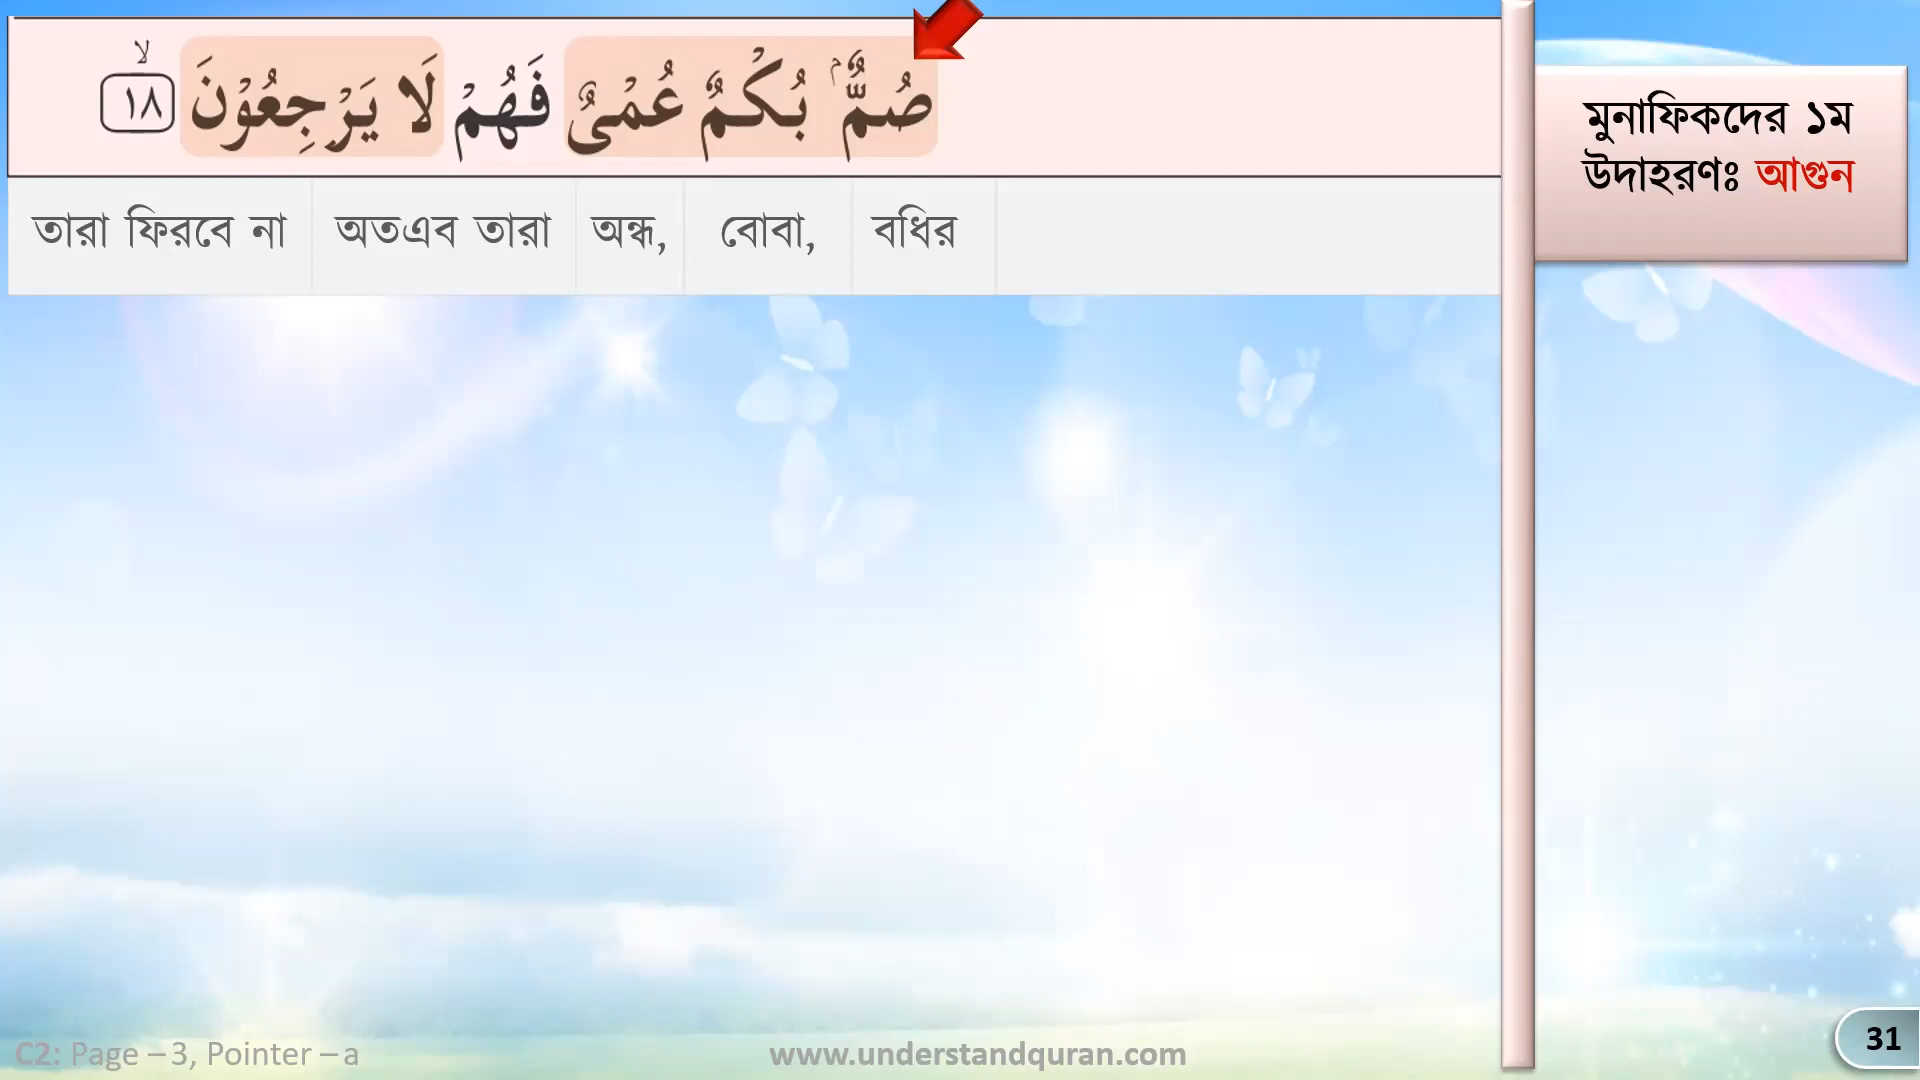 صُمٌّۢ بُكْمٌ عُمْىٌ فَهُمْ لَا يَرْجِعُوْنَ ۙ ١٨
বধির
বোবা,
অন্ধ,
অতএব তারা
তারা ফিরবে না
মুনাফিকদের ১ম
উদাহরণঃ আগুন
C2: Page – 3, Pointer – a
www.understandquran.com
31